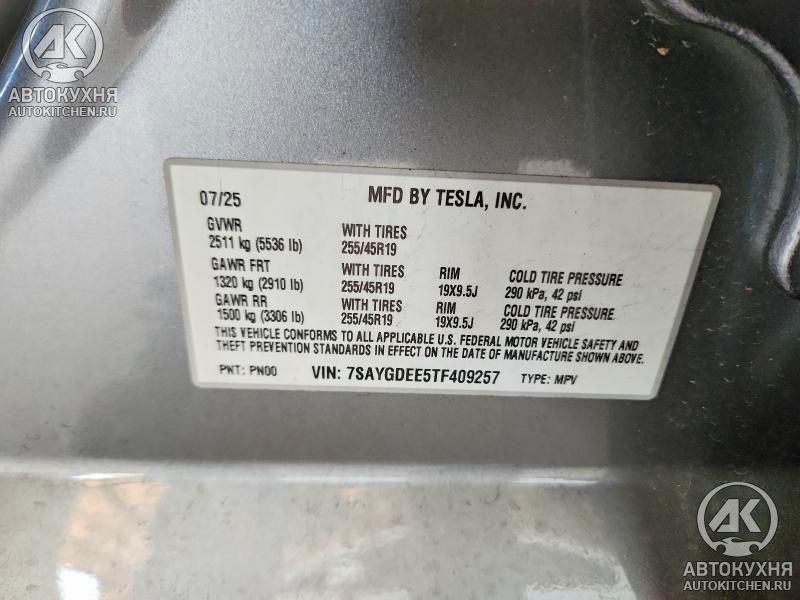 АК
АВТОКУХНЯ
AUTOKITCHEN.RU
07/25 MFD BY TESLA, INC.
GVWR WITH TIRES
2511 kg (5536 lb) 255/45R19
GAWR FRT WITH TIRES RIM COLD TIRE PRESSURE
1320 kg (2910 lb) 255/45R19 19X9.5J 290 kPa, 42 psi
GAWR RR WITH TIRES RIM COLD TIRE PRESSURE
1500 kg (3306 lb) 255/45R19 19X9.5J 290 kPa, 42 psi
THIS VEHICLE CONFORMS TO ALL APPLICABLE U.S. FEDERAL MOTOR VEHICLE SAFETY AND
THEFT PREVENTION STANDARDS IN EFFECT ON THE DATE OF MANUFACTURE SHOWN ABOVE.
PNT: PN00 VIN: 7SAYGDEE5TF409257 TYPE: MPV
АК
АВТОКУХНЯ
AUTOKITCHEN.RU